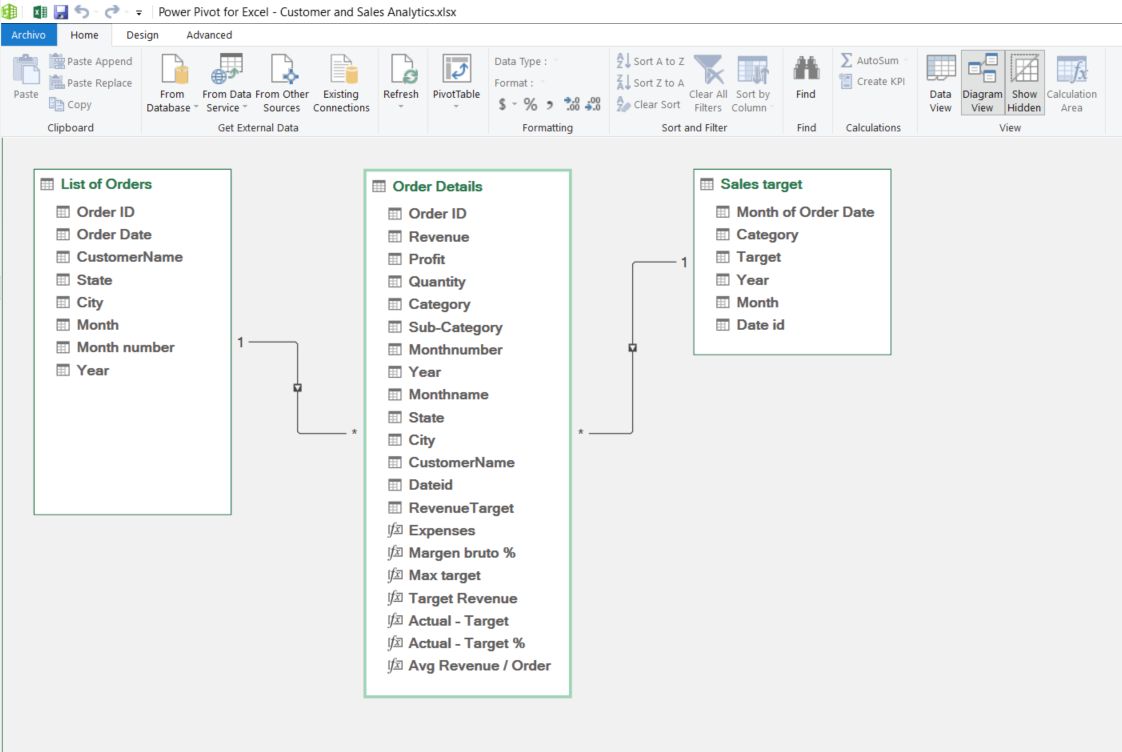 Power Pivot for Excel - Customer and Sales Analytics.xlsx
Archivo Home Design Advanced
Paste
Paste Append
Paste Replace
Copy
Clipboard
From Database
From Data Service
From Other Sources
Existing Connections
Get External Data
Refresh
PivotTable
Data Type :
Format :
$ % , .00 .00
Formatting
Sort A to Z
Sort Z to A
Clear Sort
Clear All Filters
Sort by Column
Sort and Filter
Find
Find
AutoSum
Create KPI
Calculations
Data View
Diagram View
Show Hidden
Calculation Area
View
List of Orders
Order ID
Order Date
CustomerName
State
City
Month
Month number
Year
1
*
Order Details
Order ID
Revenue
Profit
Quantity
Category
Sub-Category
Monthnumber
Year
Monthname
State
City
CustomerName
Dateid
RevenueTarget
Expenses
Margen bruto %
Max target
Target Revenue
Actual - Target
Actual - Target %
Avg Revenue / Order
*
1
Sales target
Month of Order Date
Category
Target
Year
Month
Date id